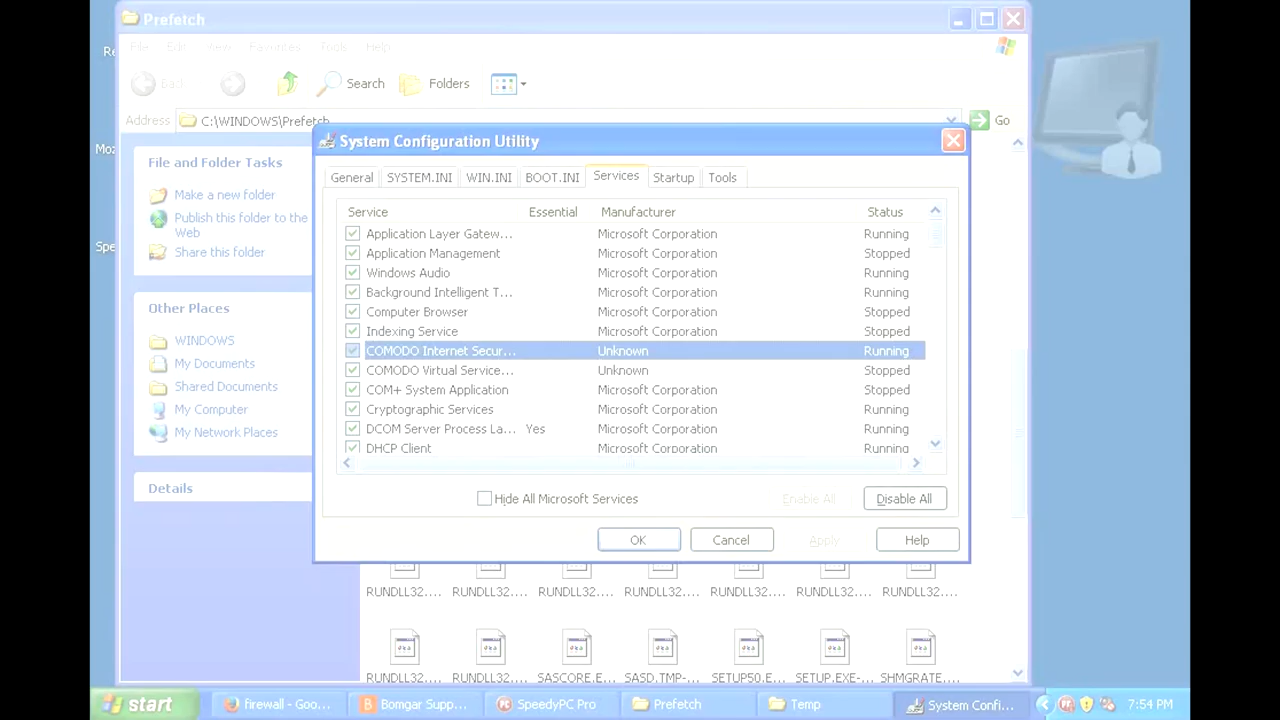 Prefetch
File Edit View Favorites Tools Help
Back Search Folders
Address C:\WINDOWS\Prefetch Go
System Configuration Utility
General SYSTEM.INI WIN.INI BOOT.INI Services Startup Tools
Service Essential Manufacturer Status
Application Layer Gatew... Microsoft Corporation Running
Application Management Microsoft Corporation Stopped
Windows Audio Microsoft Corporation Running
Background Intelligent T... Microsoft Corporation Running
Computer Browser Microsoft Corporation Stopped
Indexing Service Microsoft Corporation Stopped
COMODO Internet Secur... Unknown Running
COMODO Virtual Service... Unknown Stopped
COM+ System Application Microsoft Corporation Stopped
Cryptographic Services Microsoft Corporation Running
DCOM Server Process La... Yes Microsoft Corporation Running
DHCP Client Microsoft Corporation Running
Hide All Microsoft Services Enable All Disable All
OK Cancel Apply Help
File and Folder Tasks
Make a new folder
Publish this folder to the
Web
Share this folder
Other Places
WINDOWS
My Documents
Shared Documents
My Computer
My Network Places
Details
Re
Moz
Spe
RUNDLL32.... RUNDLL32.... RUNDLL32.... RUNDLL32.... RUNDLL32.... RUNDLL32.... RUNDLL32....
RUNDLL32.... SASCORE.E... SASD.TMP-... SETUP50.E... SETUP.EXE-... SHMGRATE....
start firewall - Goo... Bomgar Supp... SpeedyPC Pro Prefetch Temp System Confi... 7:54 PM